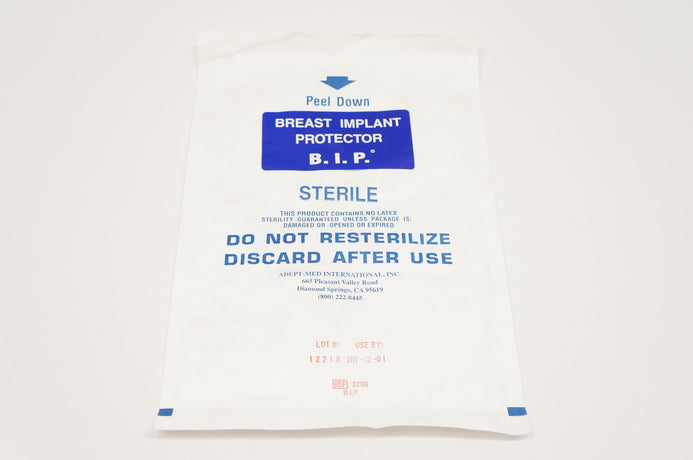 Peel Down
BREAST IMPLANT
PROTECTOR
B. I. P.®
STERILE
THIS PRODUCT CONTAINS NO LATEX
STERILITY GUARANTEED UNLESS PACKAGE IS:
DAMAGED OR OPENED OR EXPIRED
DO NOT RESTERILIZE
DISCARD AFTER USE
ADEPT-MED INTERNATIONAL, INC.
665 Pleasant Valley Road
Diamond Springs, CA 95619
(800) 222-8445
LOT #: USE BY:
12218
REF 3208
B.I.P.